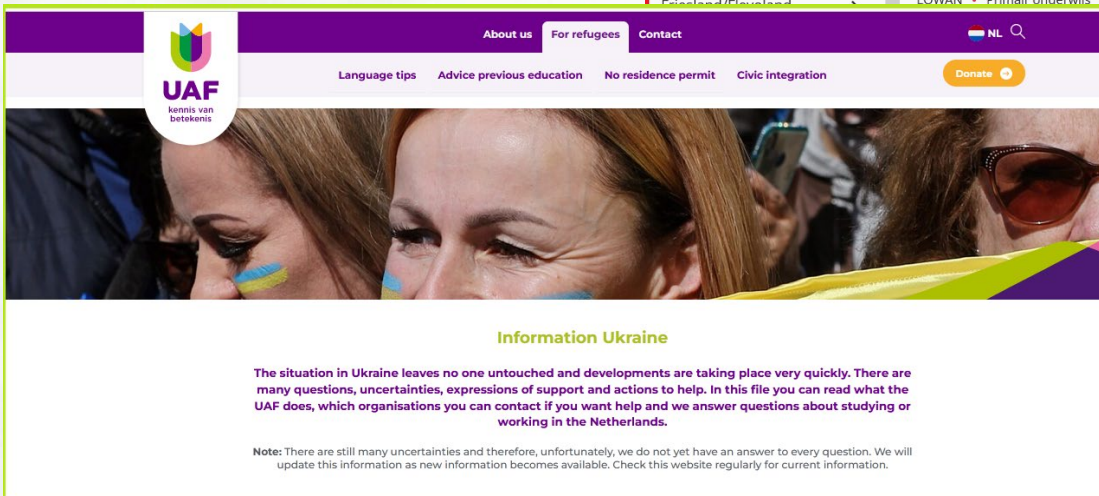 Friesland/Flevoland
LOWAN • Primair onderwijs
About us
For refugees
Contact
NL
UAF
kennis van
betekenis
Language tips
Advice previous education
No residence permit
Civic integration
Donate
Information Ukraine
The situation in Ukraine leaves no one untouched and developments are taking place very quickly. There are
many questions, uncertainties, expressions of support and actions to help. In this file you can read what the
UAF does, which organisations you can contact if you want help and we answer questions about studying or
working in the Netherlands.
Note: There are still many uncertainties and therefore, unfortunately, we do not yet have an answer to every question. We will
update this information as new information becomes available. Check this website regularly for current information.